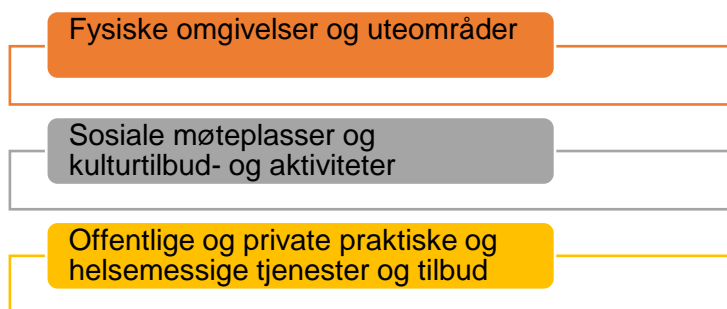 Fysiske omgivelser og uteområder
Sosiale møteplasser og
kulturtilbud- og aktiviteter
Offentlige og private praktiske og
helsemessige tjenester og tilbud